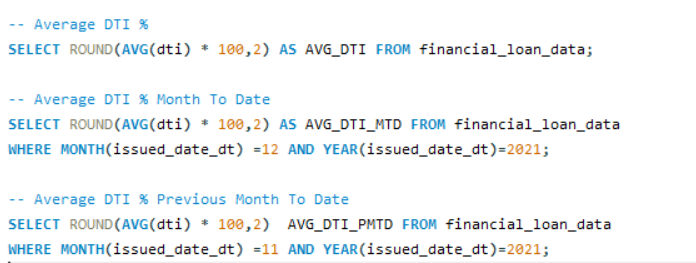 -- Average DTI %
SELECT ROUND(AVG(dti) * 100,2) AS AVG_DTI FROM financial_loan_data;
-- Average DTI % Month To Date
SELECT ROUND(AVG(dti) * 100,2) AS AVG_DTI_MTD FROM financial_loan_data
WHERE MONTH(issued_date_dt) =12 AND YEAR(issued_date_dt)=2021;
-- Average DTI % Previous Month To Date
SELECT ROUND(AVG(dti) * 100,2)  AVG_DTI_PMTD FROM financial_loan_data
WHERE MONTH(issued_date_dt) =11 AND YEAR(issued_date_dt)=2021;